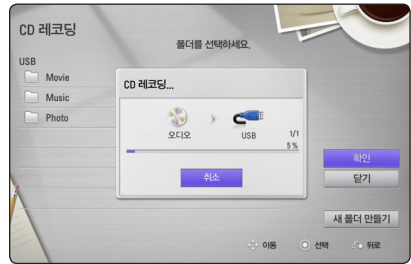 CD 레코딩
폴더를 선택하세요.
USB
Movie
Music
Photo
CD 레코딩...
오디오
USB
1/1
5 %
취소
확인
닫기
새 폴더 만들기
이동
선택
뒤로